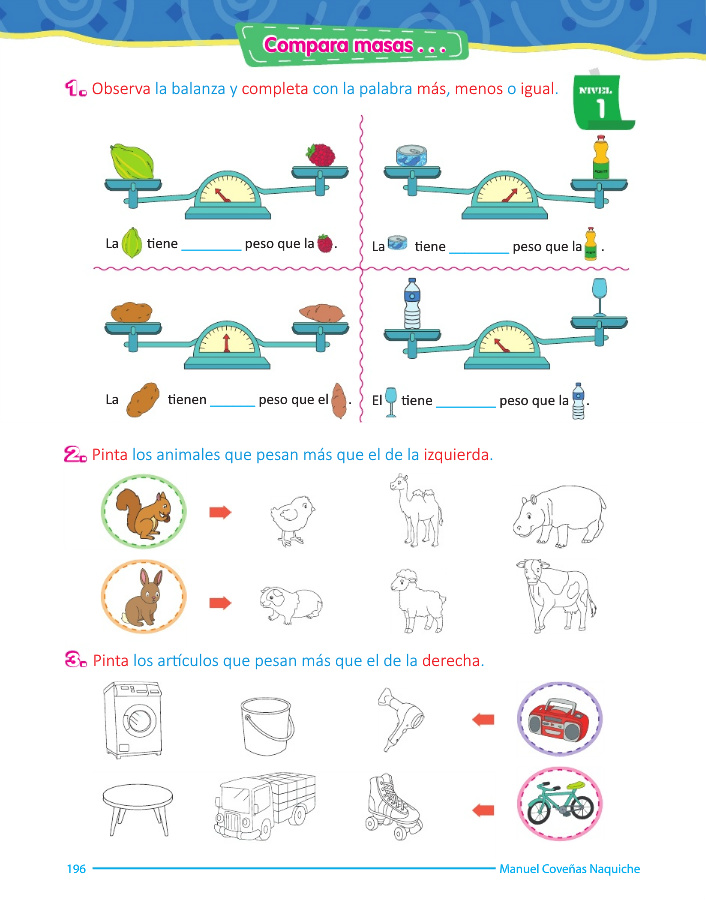 Compara masas . . .
1. Observa la balanza y completa con la palabra más, menos o igual.
NIVEL
1
La tiene ________ peso que la .
La tiene ________ peso que la .
La tienen ______ peso que el .
El tiene ________ peso que la .
2. Pinta los animales que pesan más que el de la izquierda.
3. Pinta los artículos que pesan más que el de la derecha.
196
Manuel Coveñas Naquiche